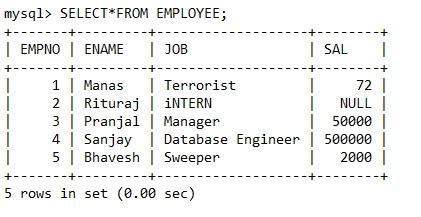 mysql> SELECT*FROM EMPLOYEE;
+-------+---------+-------------------+--------+
| EMPNO | ENAME   | JOB               | SAL    |
+-------+---------+-------------------+--------+
|     1 | Manas   | Terrorist         |     72 |
|     2 | Rituraj | iNTERN            |   NULL |
|     3 | Pranjal | Manager           |  50000 |
|     4 | Sanjay  | Database Engineer | 500000 |
|     5 | Bhavesh | Sweeper           |   2000 |
+-------+---------+-------------------+--------+
5 rows in set (0.00 sec)